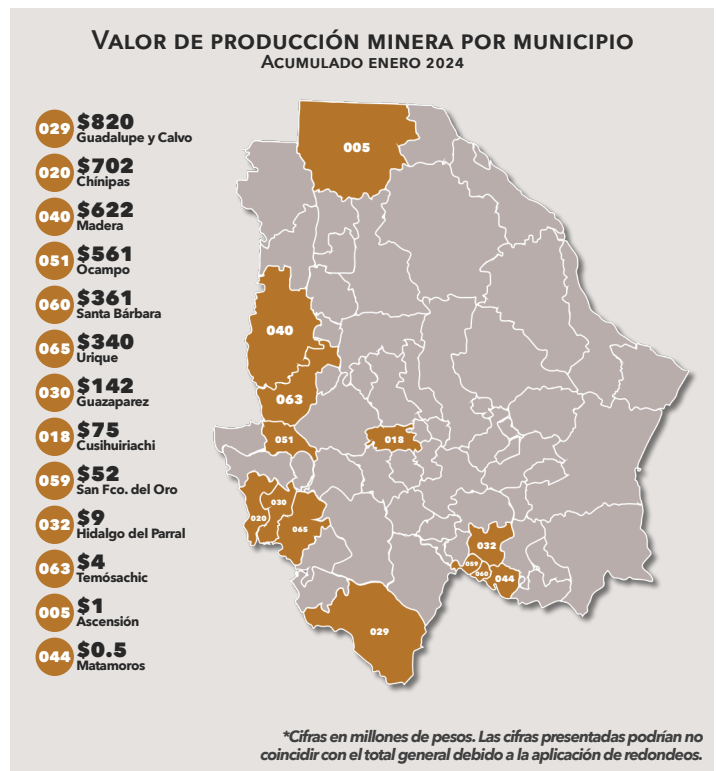 VALOR DE PRODUCCIÓN MINERA POR MUNICIPIO
ACUMULADO ENERO 2024
029 $820
Guadalupe y Calvo
020 $702
Chínipas
040 $622
Madera
051 $561
Ocampo
060 $361
Santa Bárbara
065 $340
Urique
030 $142
Guazaparez
018 $75
Cusihuiriachi
059 $52
San Fco. del Oro
032 $9
Hidalgo del Parral
063 $4
Temósachic
005 $1
Ascensión
044 $0.5
Matamoros
005
040
063
051
018
030
020
065
032
059
060
044
029
*Cifras en millones de pesos. Las cifras presentadas podrían no
coincidir con el total general debido a la aplicación de redondeos.